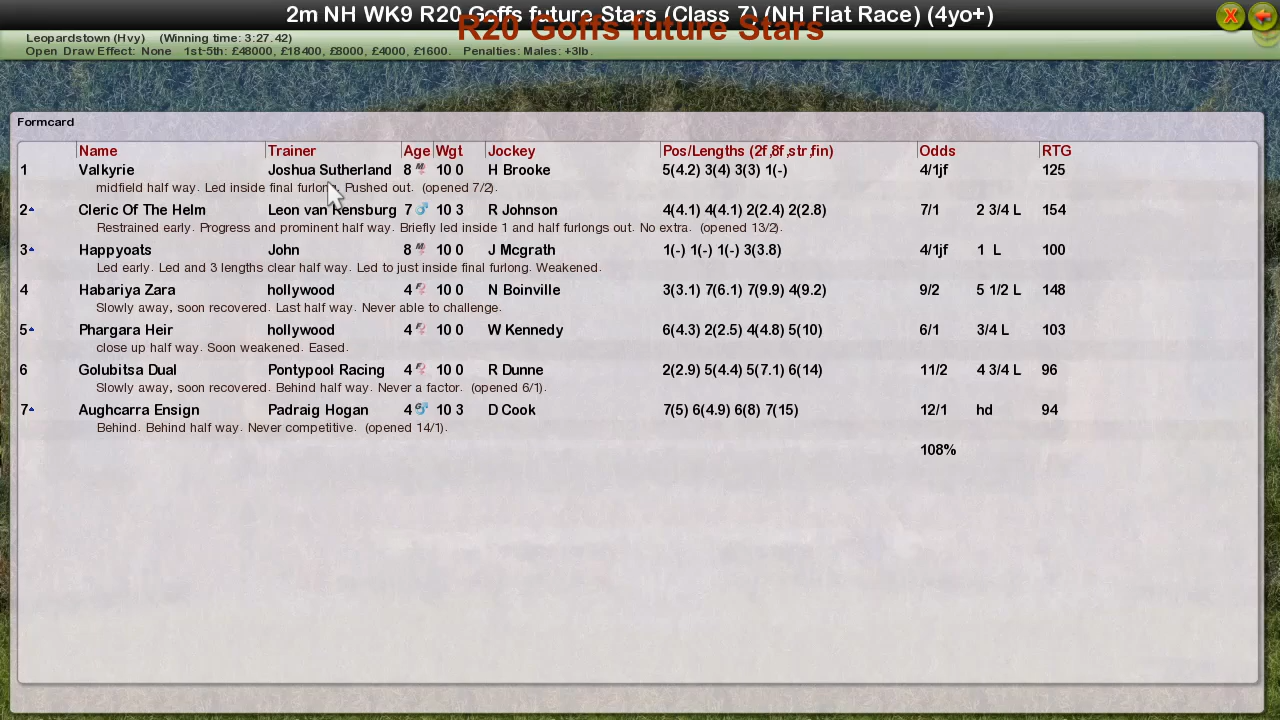 2m NH WK9 R20 Goffs future Stars (Class 7) (NH Flat Race) (4yo+)
R20 Goffs future Stars
Leopardstown (Hvy) (Winning time: 3:27.42)
Open Draw Effect: None 1st-5th: £48000, £18400, £8000, £4000, £1600. Penalties: Males: +3lb.
Formcard
Name Trainer Age Wgt Jockey Pos/Lengths (2f,8f,str,fin) Odds RTG
1 Valkyrie Joshua Sutherland 8 M 10 0 H Brooke 5(4.2) 3(4) 3(3) 1(-) 4/1jf 125
midfield half way. Led inside final furlong. Pushed out. (opened 7/2).
2 Cleric Of The Helm Leon van Rensburg 7 10 3 R Johnson 4(4.1) 4(4.1) 2(2.4) 2(2.8) 7/1 2 3/4 L 154
Restrained early. Progress and prominent half way. Briefly led inside 1 and half furlongs out. No extra. (opened 13/2).
3 Happyoats John 8 M 10 0 J Mcgrath 1(-) 1(-) 1(-) 3(3.8) 4/1jf 1 L 100
Led early. Led and 3 lengths clear half way. Led to just inside final furlong. Weakened.
4 Habariya Zara hollywood 4 F 10 0 N Boinville 3(3.1) 7(6.1) 7(9.9) 4(9.2) 9/2 5 1/2 L 148
Slowly away, soon recovered. Last half way. Never able to challenge.
5 Phargara Heir hollywood 4 F 10 0 W Kennedy 6(4.3) 2(2.5) 4(4.8) 5(10) 6/1 3/4 L 103
close up half way. Soon weakened. Eased.
6 Golubitsa Dual Pontypool Racing 4 F 10 0 R Dunne 2(2.9) 5(4.4) 5(7.1) 6(14) 11/2 4 3/4 L 96
Slowly away, soon recovered. Behind half way. Never a factor. (opened 6/1).
7 Aughcarra Ensign Padraig Hogan 4 10 3 D Cook 7(5) 6(4.9) 6(8) 7(15) 12/1 hd 94
Behind. Behind half way. Never competitive. (opened 14/1).
108%